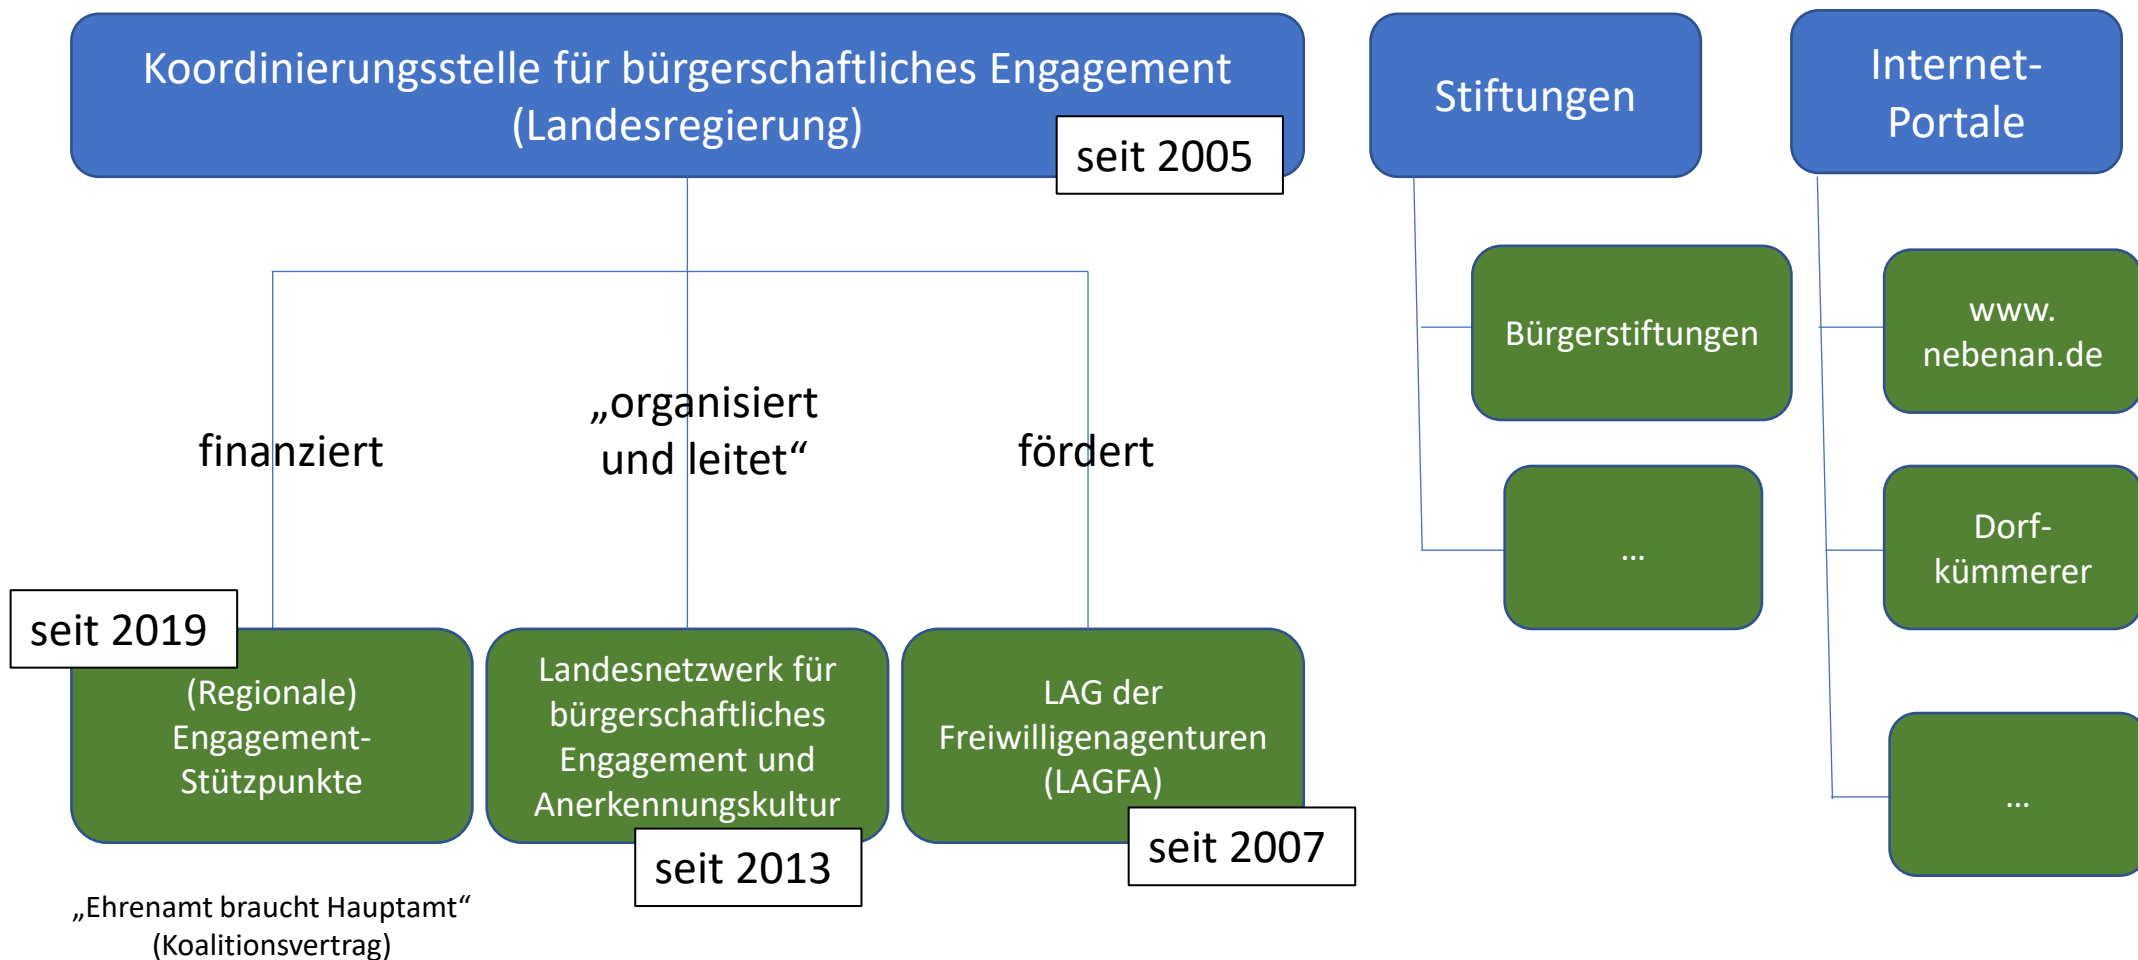 Koordinierungsstelle für bürgerschaftliches Engagement
(Landesregierung)
seit 2005
Stiftungen
Internet-
Portale
finanziert
„organisiert
und leitet“
fördert
seit 2019
(Regionale)
Engagement-
Stützpunkte
„Ehrenamt braucht Hauptamt“
(Koalitionsvertrag)
Landesnetzwerk für
bürgerschaftliches
Engagement und
Anerkennungskultur
seit 2013
LAG der
Freiwilligenagenturen
(LAGFA)
seit 2007
Bürgerstiftungen
...
www.
nebenan.de
Dorf-
kümmerer
...